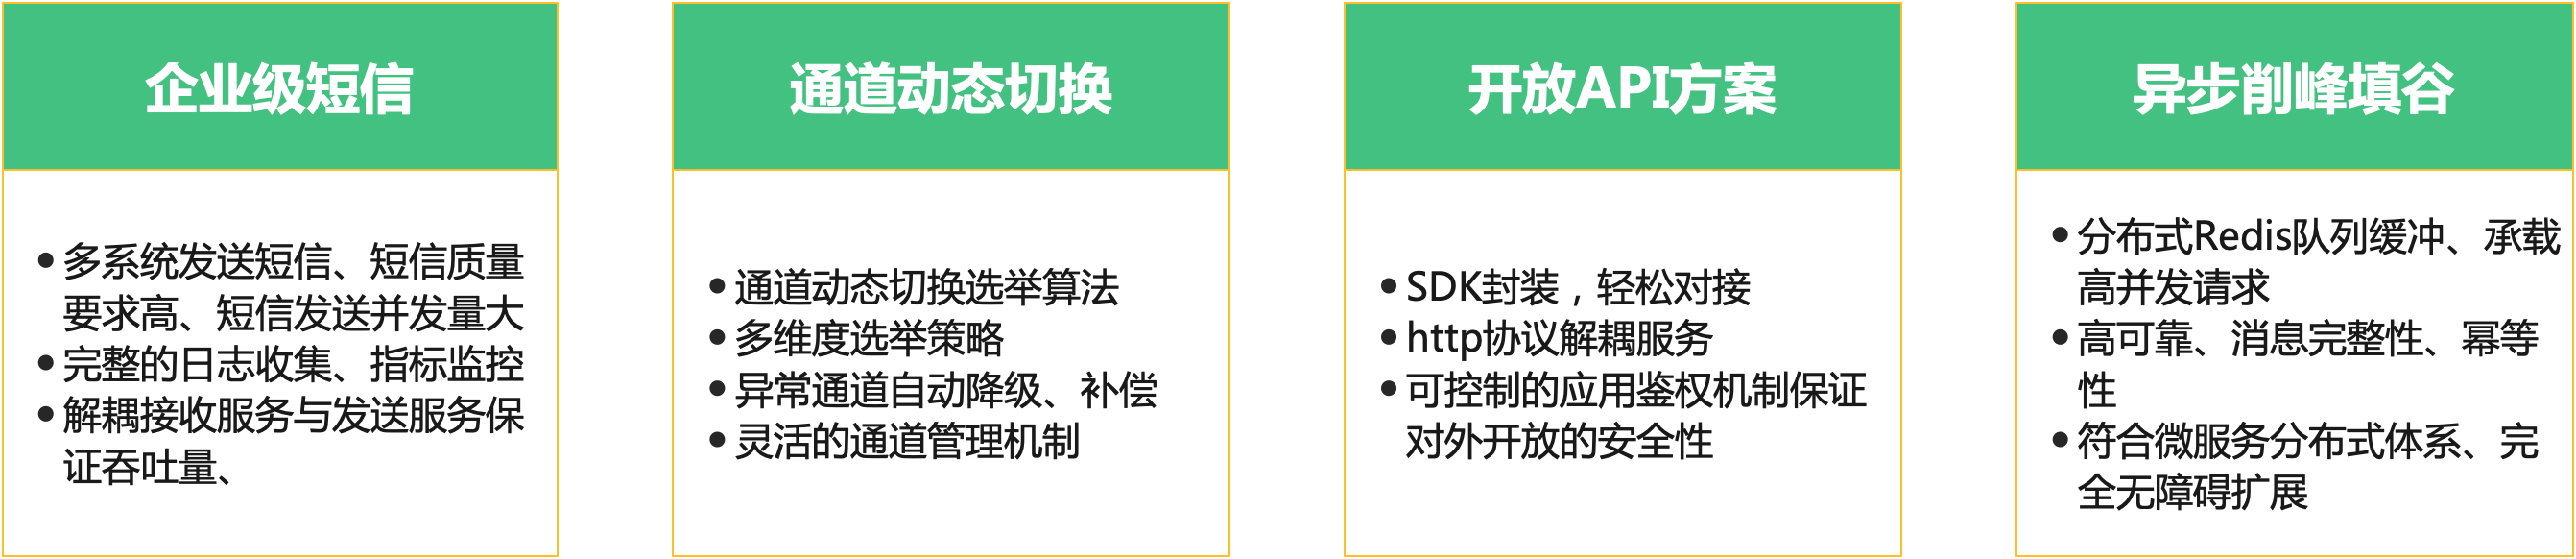 企业级短信
• 多系统发送短信、短信质量
要求高、短信发送并发量大
• 完整的日志收集、指标监控
• 解耦接收服务与发送服务保
证吞吐量、
通道动态切换
• 通道动态切换选举算法
• 多维度选举策略
• 异常通道自动降级、补偿
• 灵活的通道管理机制
开放API方案
• SDK封装，轻松对接
• http协议解耦服务
• 可控制的应用鉴权机制保证
对外开放的安全性
异步削峰填谷
• 分布式Redis队列缓冲、承载
高并发请求
• 高可靠、消息完整性、幂等
性
• 符合微服务分布式体系、完
全无障碍扩展